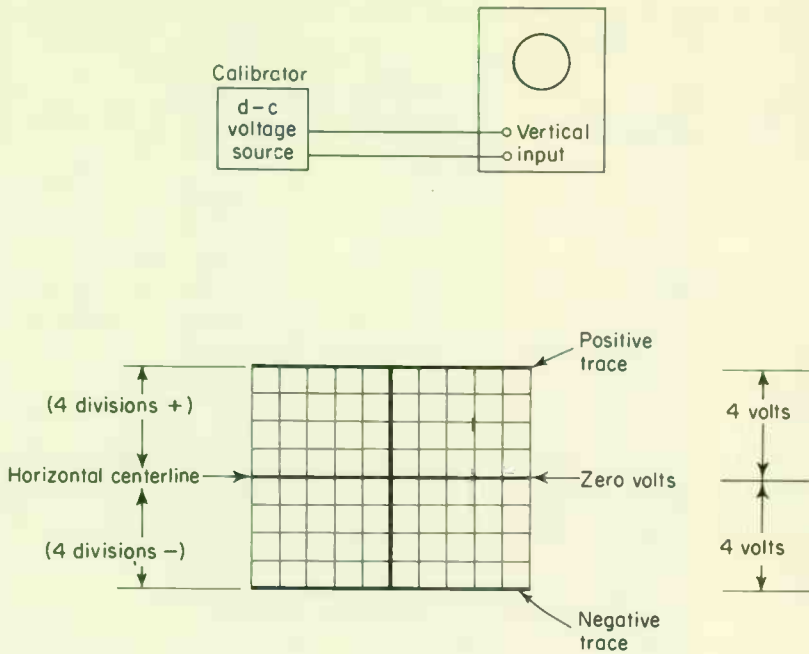 Calibrator
d-c
voltage
source
Vertical
input
Positive
trace
(4 divisions +)
4 volts
Horizontal centerline
Zero volts
(4 divisions –)
4 volts
Negative
trace